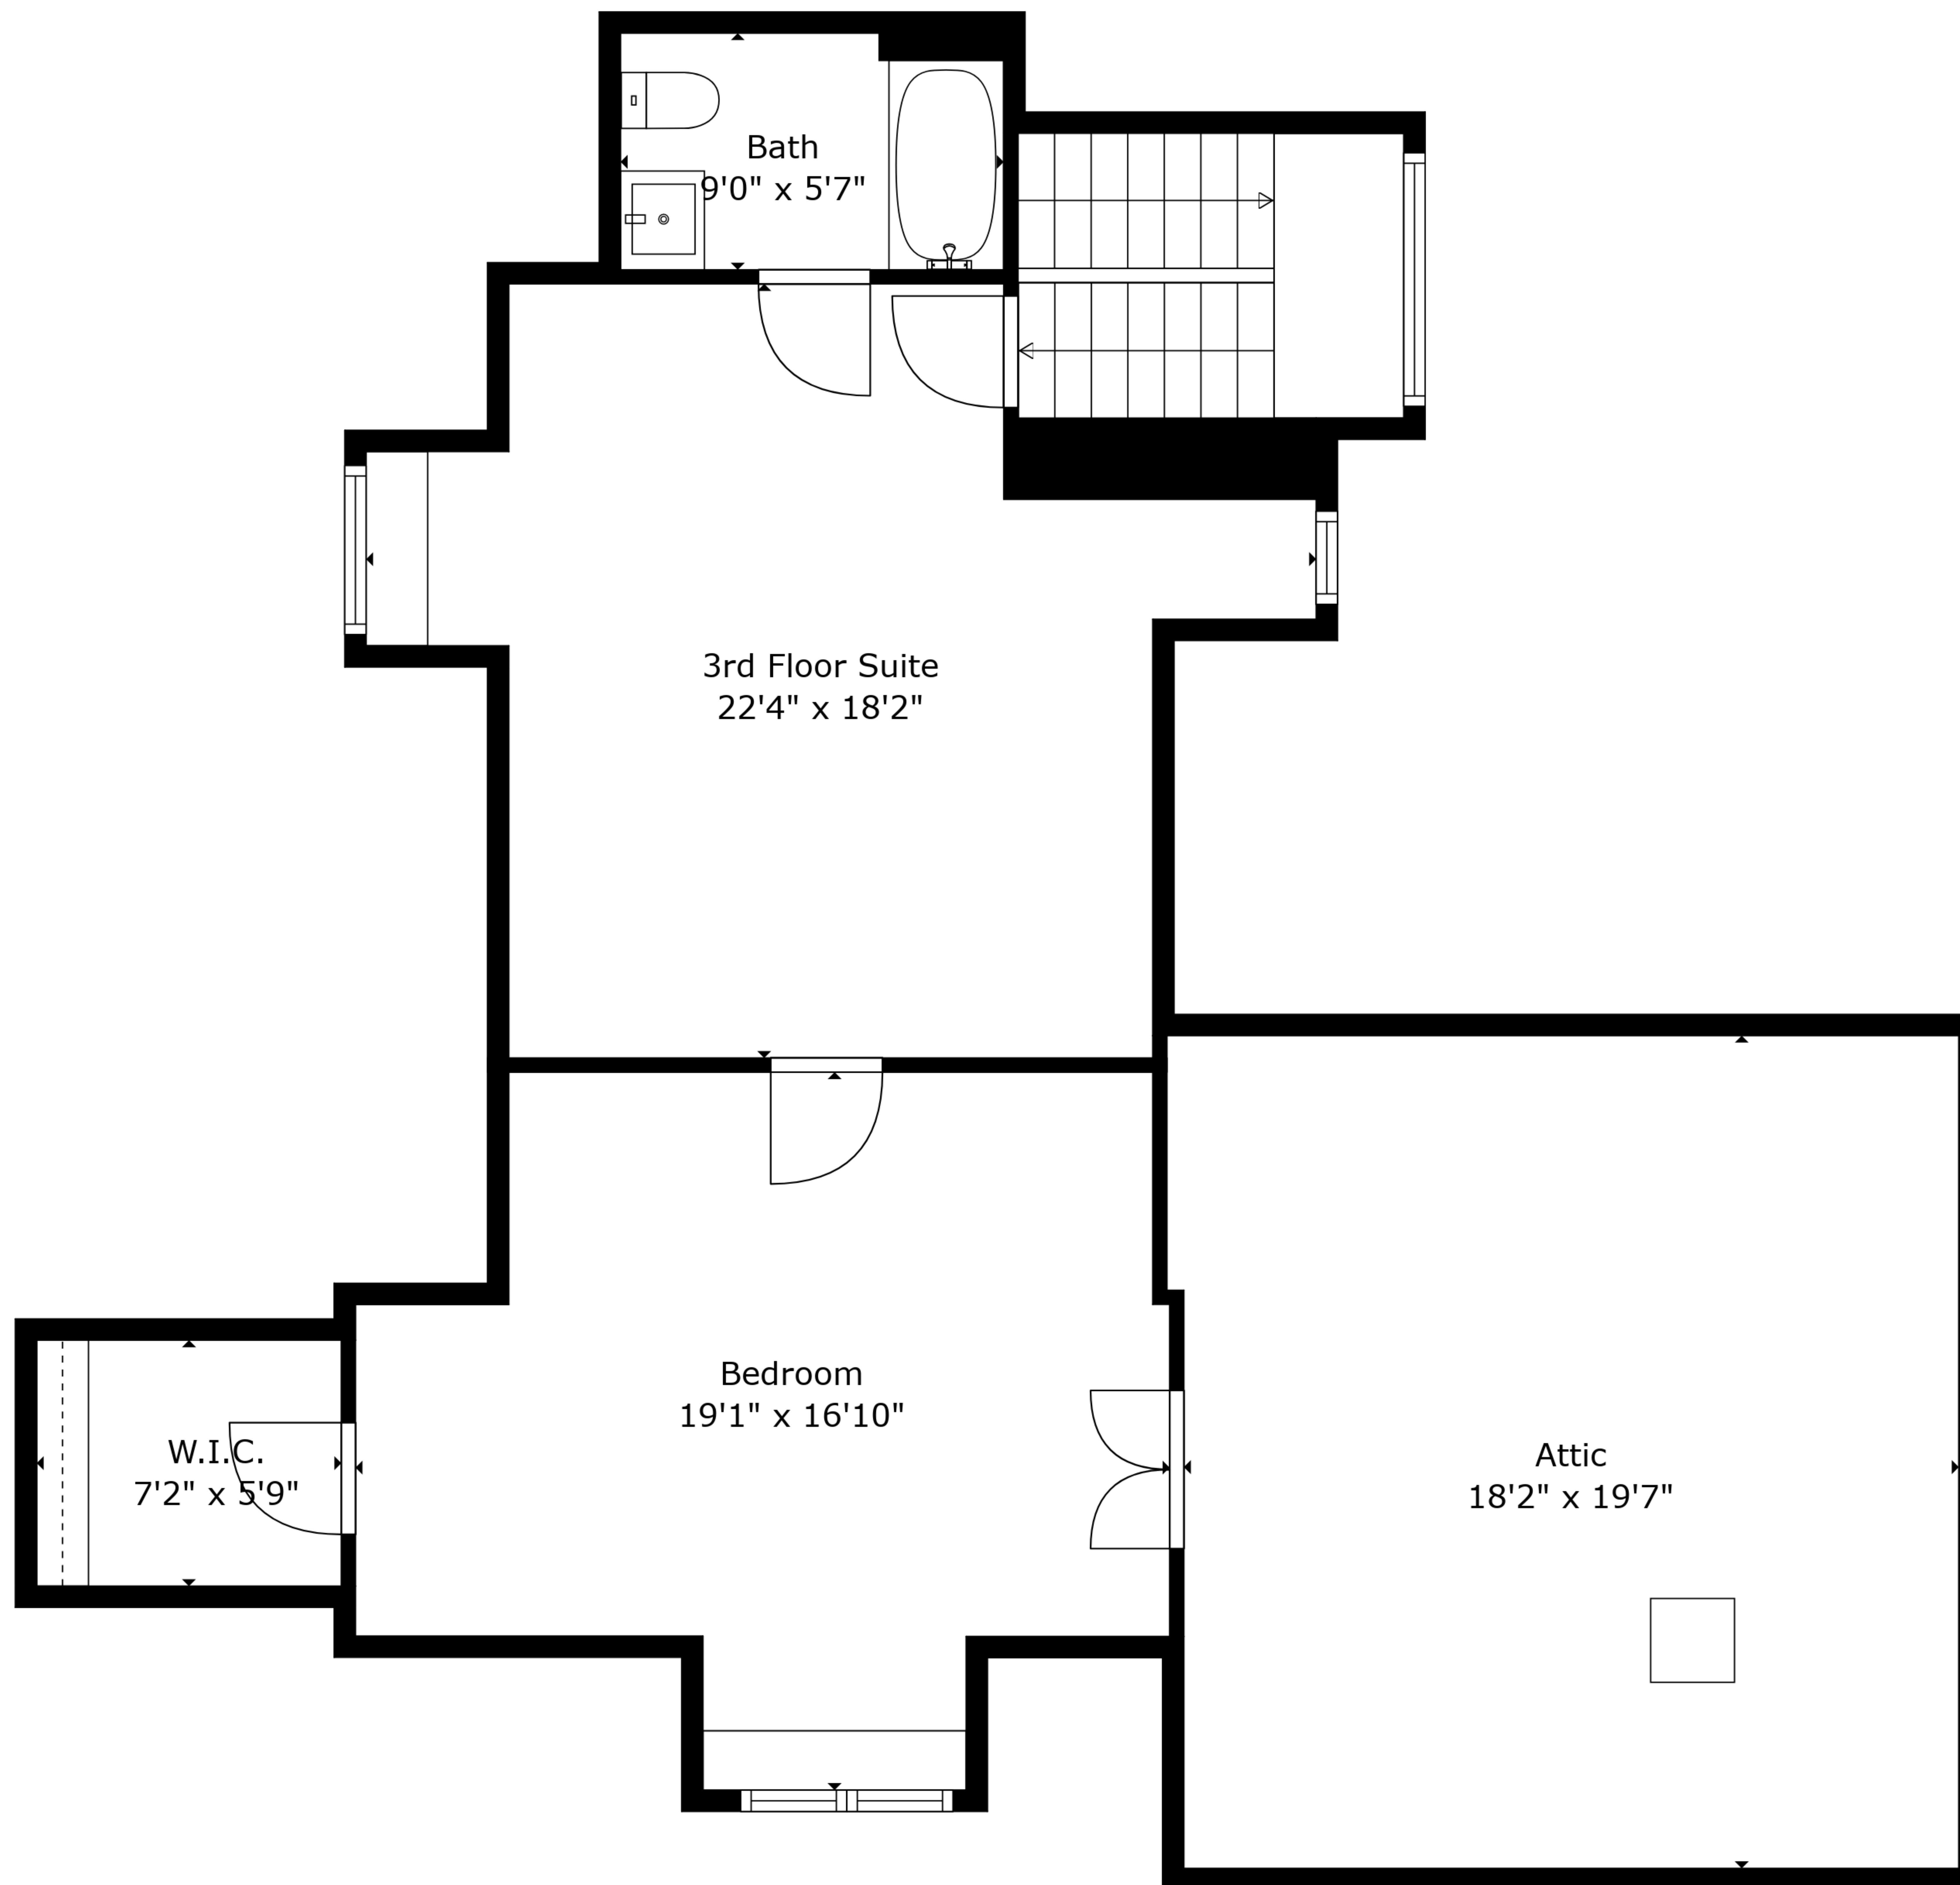 Bath
9'0" x 5'7"
3rd Floor Suite
22'4" x 18'2"
Bedroom
19'1" x 16'10"
W.I.C.
7'2" x 5'9"
Attic
18'2" x 19'7"